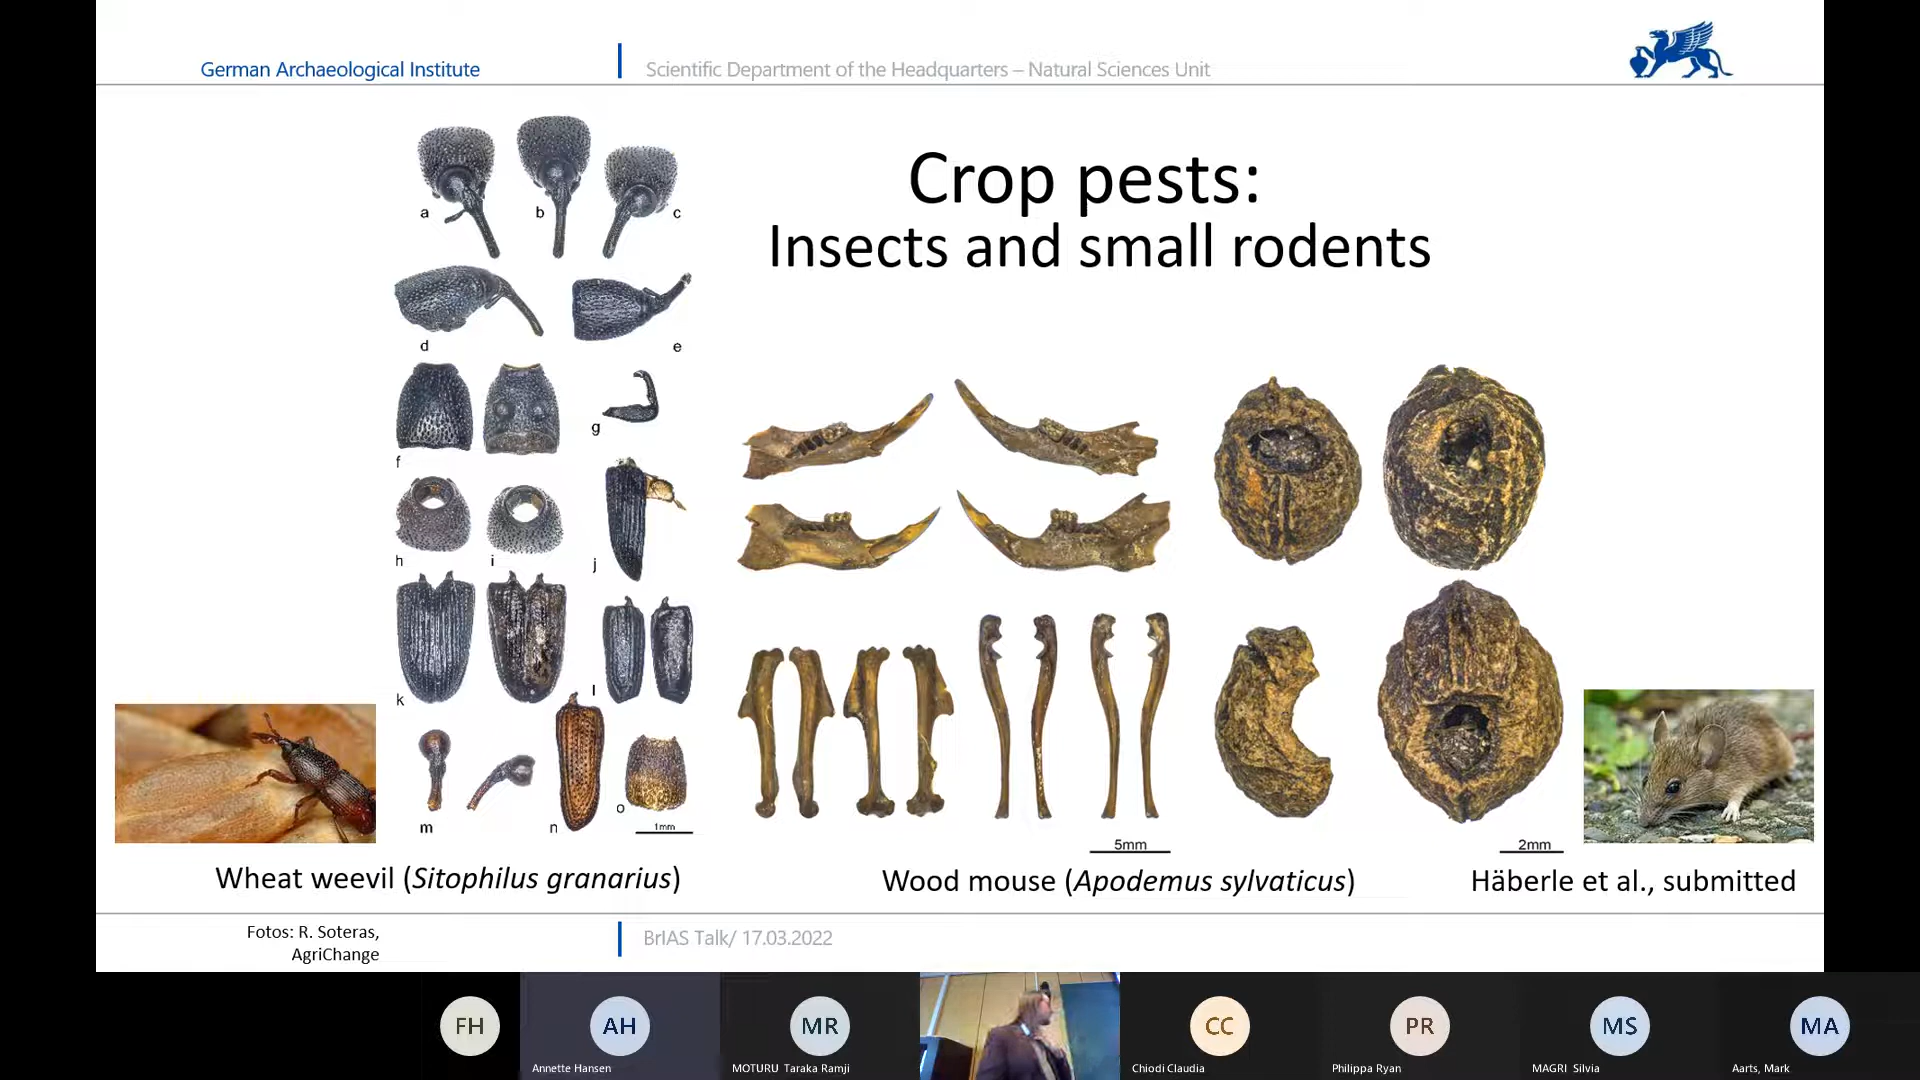 German Archaeological Institute
Scientific Department of the Headquarters – Natural Sciences Unit
Crop pests:
Insects and small rodents
a
b
c
d
e
f
g
h
i
j
k
l
m
n
o
1mm
5mm
2mm
Wheat weevil (Sitophilus granarius)
Wood mouse (Apodemus sylvaticus)
Häberle et al., submitted
Fotos: R. Soteras,
AgriChange
BrIAS Talk/ 17.03.2022
FH
AH
MR
CC
PR
MS
MA
Annette Hansen
MOTURU Taraka Ramji
Chiodi Claudia
Philippa Ryan
MAGRI Silvia
Aarts, Mark